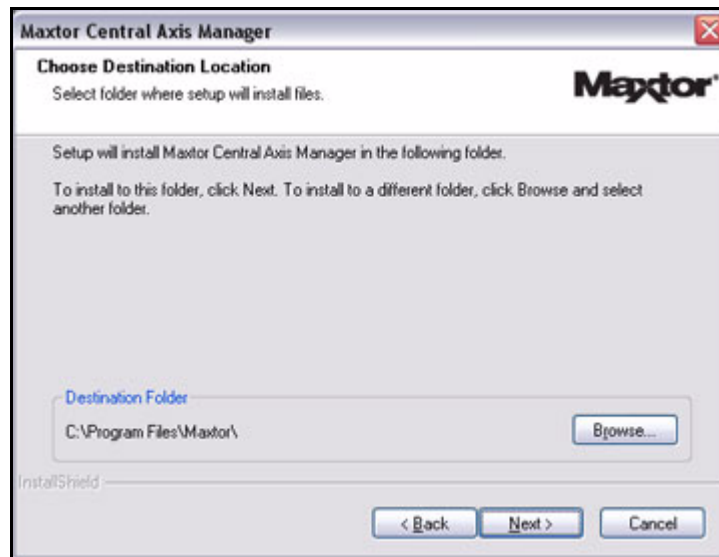 Maxtor Central Axis Manager
Choose Destination Location
Select folder where setup will install files.
Maxtor
Setup will install Maxtor Central Axis Manager in the following folder.
To install to this folder, click Next. To install to a different folder, click Browse and select
another folder.
Destination Folder
C:\Program Files\Maxtor\
Browse...
InstallShield
< Back
Next >
Cancel